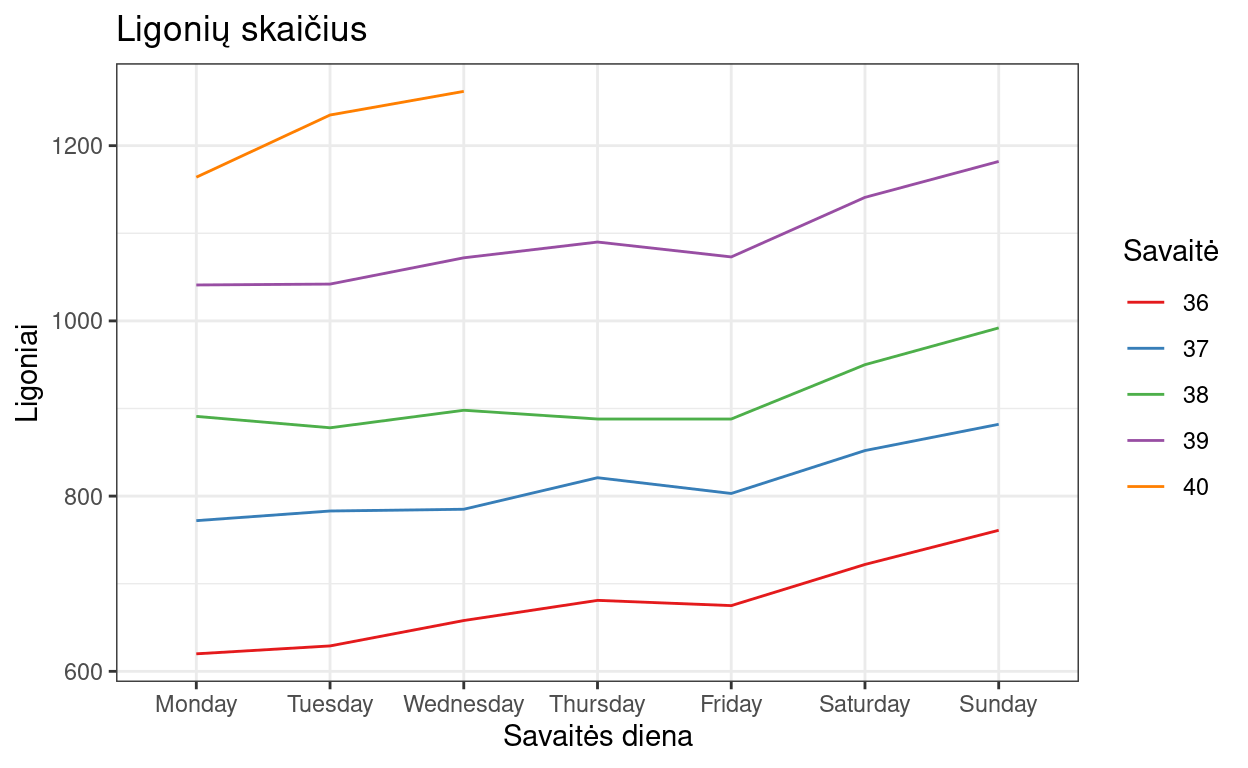 Ligonių skaičius
1200
1000
800
600
Ligoniai
Monday Tuesday Wednesday Thursday Friday Saturday Sunday
Savaitės diena
Savaitė
36
37
38
39
40